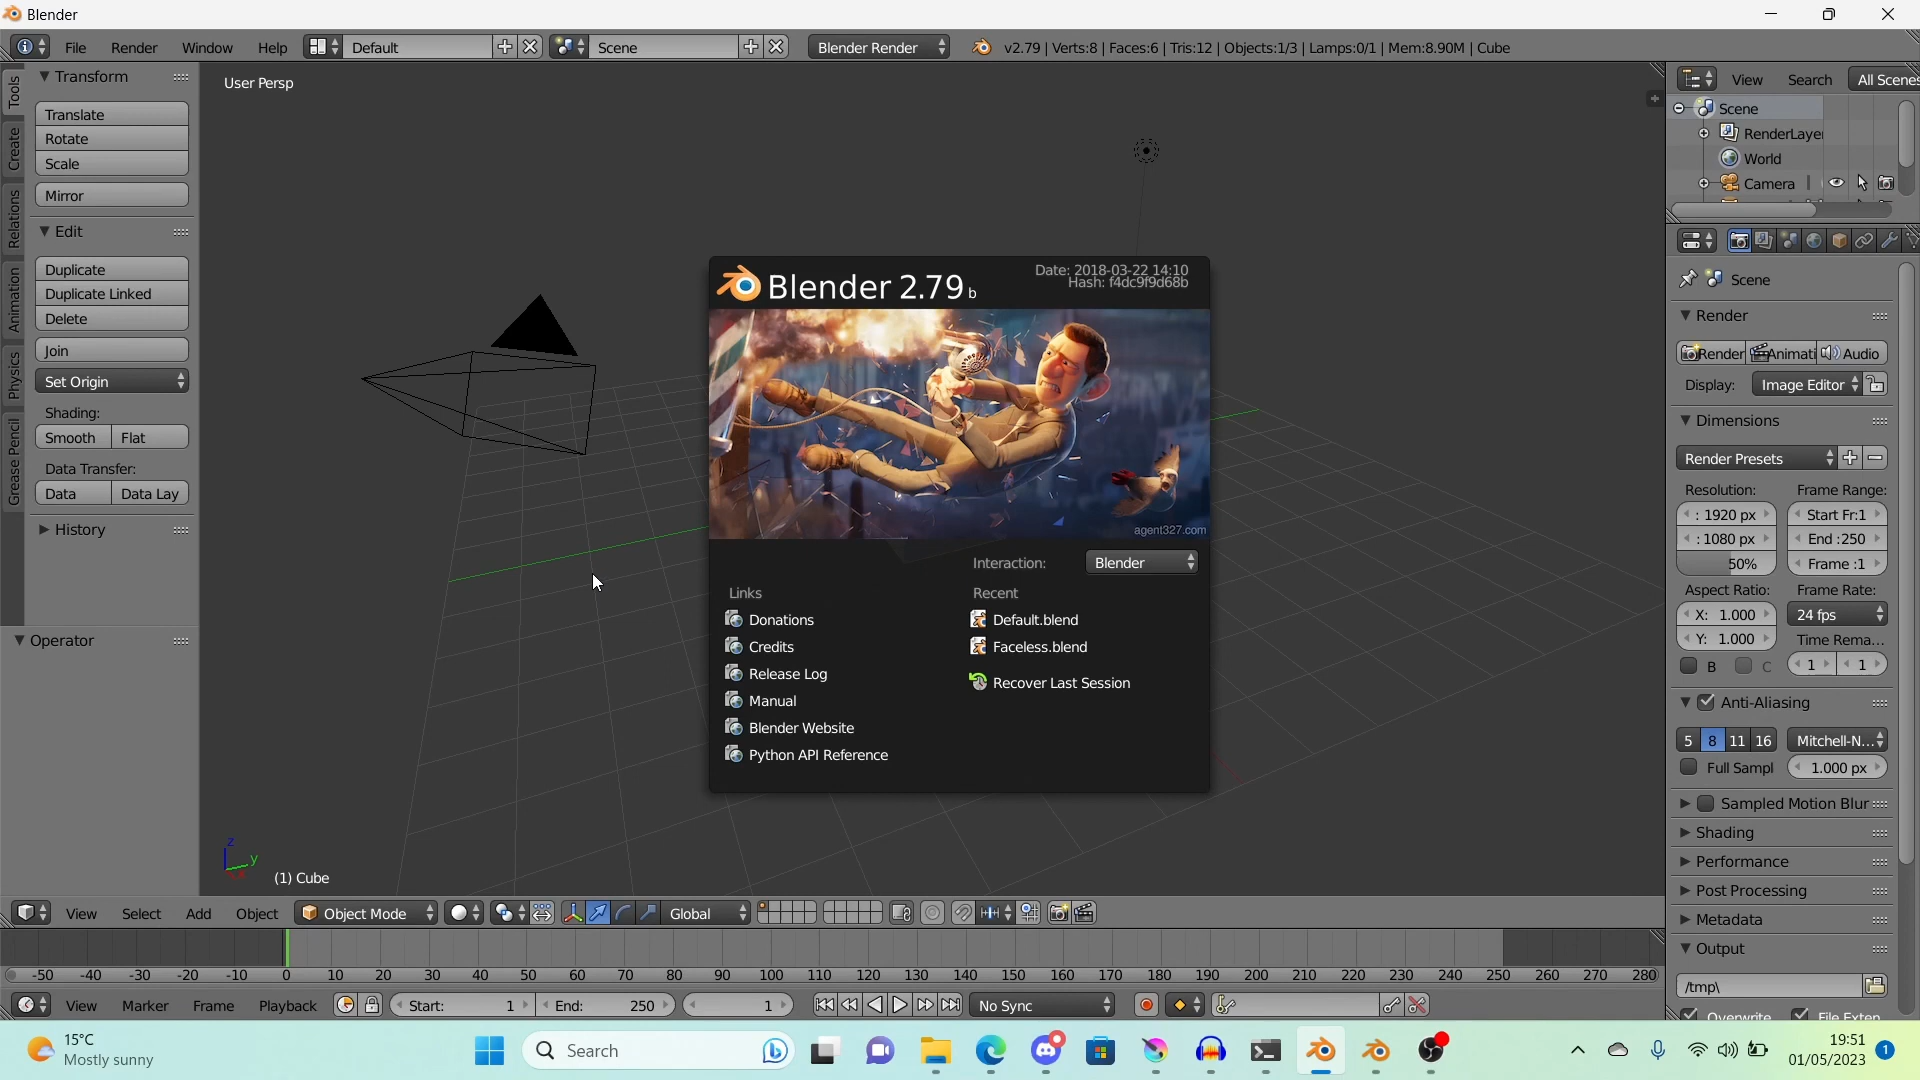 Blender
File Render Window Help Default Scene Blender Render v2.79 | Verts:8 | Faces:6 | Tris:12 | Objects:1/3 | Lamps:0/1 | Mem:8.90M | Cube
Tools
Create
Relations
Animation
Physics
Grease Pencil
Transform
Translate
Rotate
Scale
Mirror
Edit
Duplicate
Duplicate Linked
Delete
Join
Set Origin
Shading:
Smooth Flat
Data Transfer:
Data Data Lay
History
Operator
User Persp
Blender 2.79 b
Date: 2018-03-22 14:10
Hash: f4dc9f9d68b
agent327.com
Interaction: Blender
Links
Donations
Credits
Release Log
Manual
Blender Website
Python API Reference
Recent
Default.blend
Faceless.blend
Recover Last Session
z
y
(1) Cube
View Search All Scenes
Scene
RenderLayer
World
Camera
Scene
Render
Render Animati Audio
Display: Image Editor
Dimensions
Render Presets
Resolution: Frame Range:
: 1920 px Start Fr:1
: 1080 px End :250
50% Frame :1
Aspect Ratio: Frame Rate:
X: 1.000 24 fps
Y: 1.000 Time Rema...
B C 1 1
Anti-Aliasing
5 8 11 16 Mitchell-N...
Full Sampl 1.000 px
Sampled Motion Blur
Shading
Performance
Post Processing
Metadata
Output
/tmp\
Overwrite File Exten
View Select Add Object Object Mode Global
-50 -40 -30 -20 -10 0 10 20 30 40 50 60 70 80 90 100 110 120 130 140 150 160 170 180 190 200 210 220 230 240 250 260 270 280
View Marker Frame Playback Start: 1 End: 250 1 No Sync
15°C
Mostly sunny
Search
19:51
01/05/2023
1